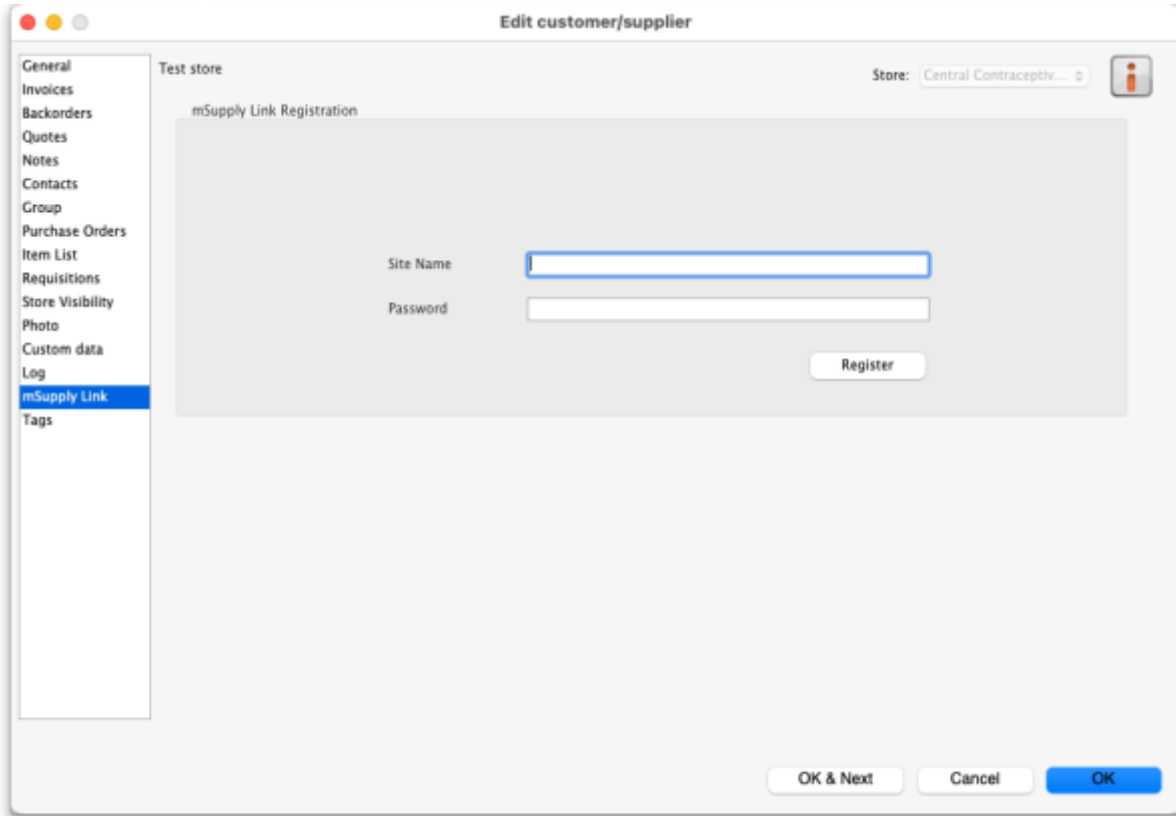 Edit customer/supplier
General
Invoices
Backorders
Quotes
Notes
Contacts
Group
Purchase Orders
Item List
Requisitions
Store Visibility
Photo
Custom data
Log
mSupply Link
Tags
Test store
Store: Central Contraceptiv...
mSupply Link Registration
Site Name
Password
Register
OK & Next Cancel OK